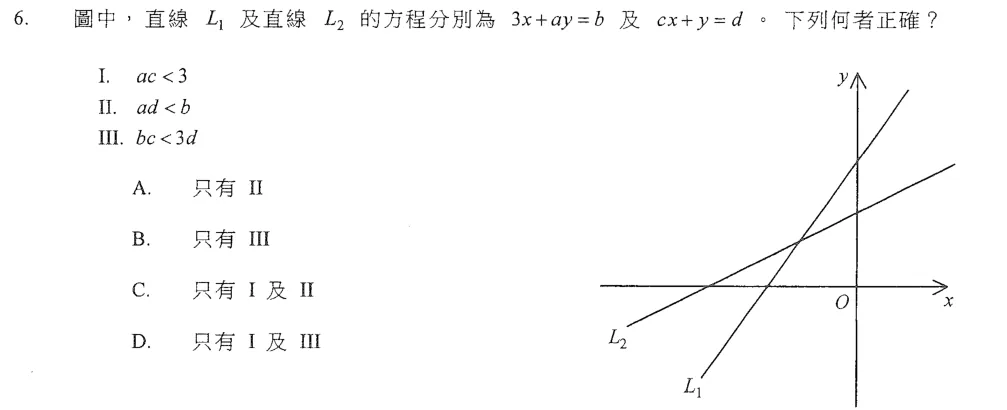 6. 圖中，直線 L₁ 及直線 L₂ 的方程分別為 3x+ay=b 及 cx+y=d 。 下列何者正確？
I. ac<3
II. ad<b
III. bc<3d
A. 只有 II
B. 只有 III
C. 只有 I 及 II
D. 只有 I 及 III
y
O
x
L₂
L₁